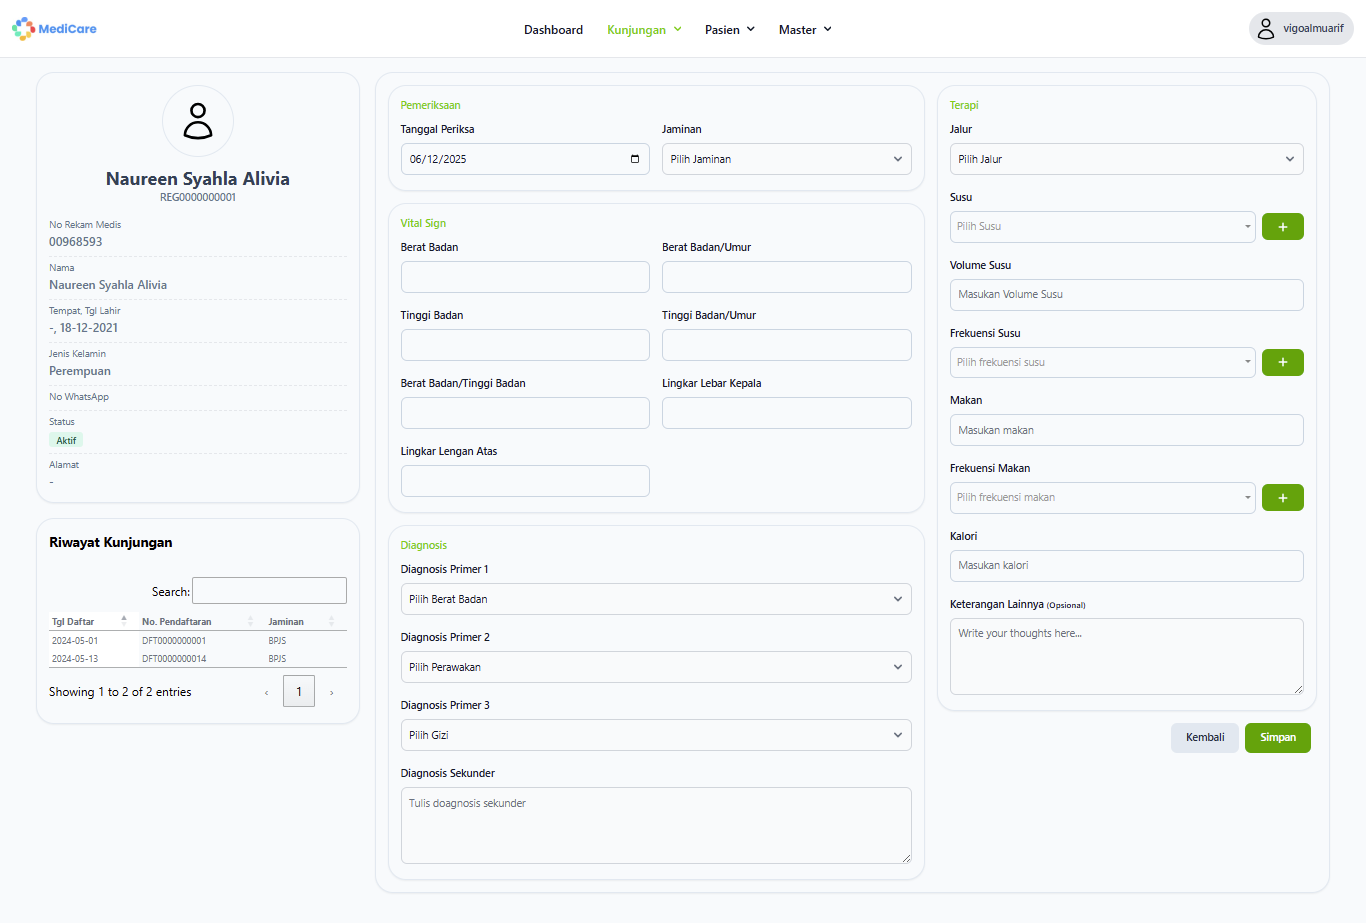 MediCare
Dashboard
Kunjungan
Pasien
Master
vigoalmuarif
Naureen Syahla Alivia
REG0000000001
No Rekam Medis
00968593
Nama
Naureen Syahla Alivia
Tempat, Tgl Lahir
-, 18-12-2021
Jenis Kelamin
Perempuan
No WhatsApp
Status
Aktif
Alamat
-
Riwayat Kunjungan
Search:
Tgl Daftar No. Pendaftaran Jaminan
2024-05-01 DFT0000000001 BPJS
2024-05-13 DFT0000000014 BPJS
Showing 1 to 2 of 2 entries
‹ 1 ›
Pemeriksaan
Tanggal Periksa Jaminan
06/12/2025 Pilih Jaminan
Vital Sign
Berat Badan Berat Badan/Umur
Tinggi Badan Tinggi Badan/Umur
Berat Badan/Tinggi Badan Lingkar Lebar Kepala
Lingkar Lengan Atas
Diagnosis
Diagnosis Primer 1
Pilih Berat Badan
Diagnosis Primer 2
Pilih Perawakan
Diagnosis Primer 3
Pilih Gizi
Diagnosis Sekunder
Tulis doagnosis sekunder
Terapi
Jalur
Pilih Jalur
Susu
Pilih Susu +
Volume Susu
Masukan Volume Susu
Frekuensi Susu
Pilih frekuensi susu +
Makan
Masukan makan
Frekuensi Makan
Pilih frekuensi makan +
Kalori
Masukan kalori
Keterangan Lainnya (Opsional)
Write your thoughts here...
Kembali Simpan